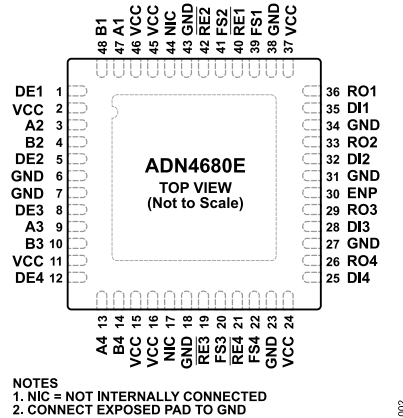 48 B1
47 A1
46 VCC
45 VCC
44 NIC
43 GND
42 RE2
41 FS2
40 RE1
39 FS1
38 GND
37 VCC
DE1 1
VCC 2
A2 3
B2 4
DE2 5
GND 6
GND 7
DE3 8
A3 9
B3 10
VCC 11
DE4 12
ADN4680E
TOP VIEW
(Not to Scale)
36 RO1
35 DI1
34 GND
33 RO2
32 DI2
31 GND
30 ENP
29 RO3
28 DI3
27 GND
26 RO4
25 DI4
A4 13
B4 14
VCC 15
VCC 16
NIC 17
GND 18
RE3 19
FS3 20
RE4 21
FS4 22
GND 23
VCC 24
NOTES
1. NIC = NOT INTERNALLY CONNECTED
2. CONNECT EXPOSED PAD TO GND
002